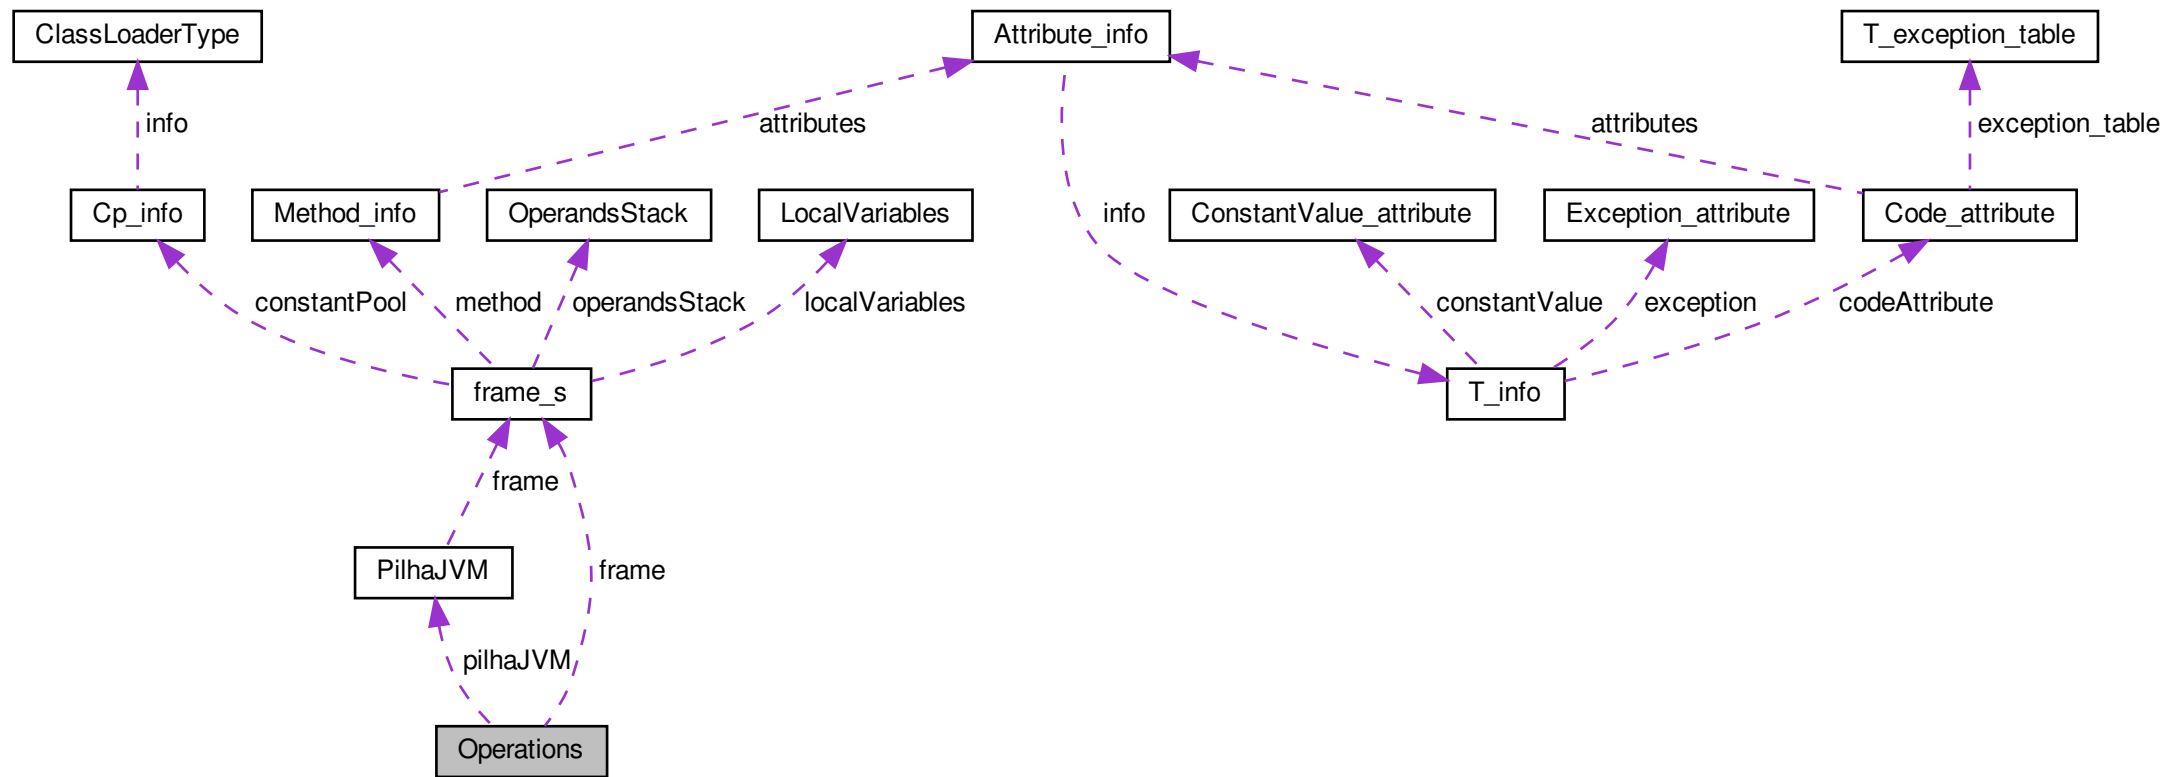 ClassLoaderType
Attribute_info
T_exception_table
info
attributes
attributes
exception_table
Cp_info
Method_info
OperandsStack
LocalVariables
info
ConstantValue_attribute
Exception_attribute
Code_attribute
constantPool
method
operandsStack
localVariables
constantValue
exception
codeAttribute
frame_s
T_info
frame
PilhaJVM
frame
pilhaJVM
Operations